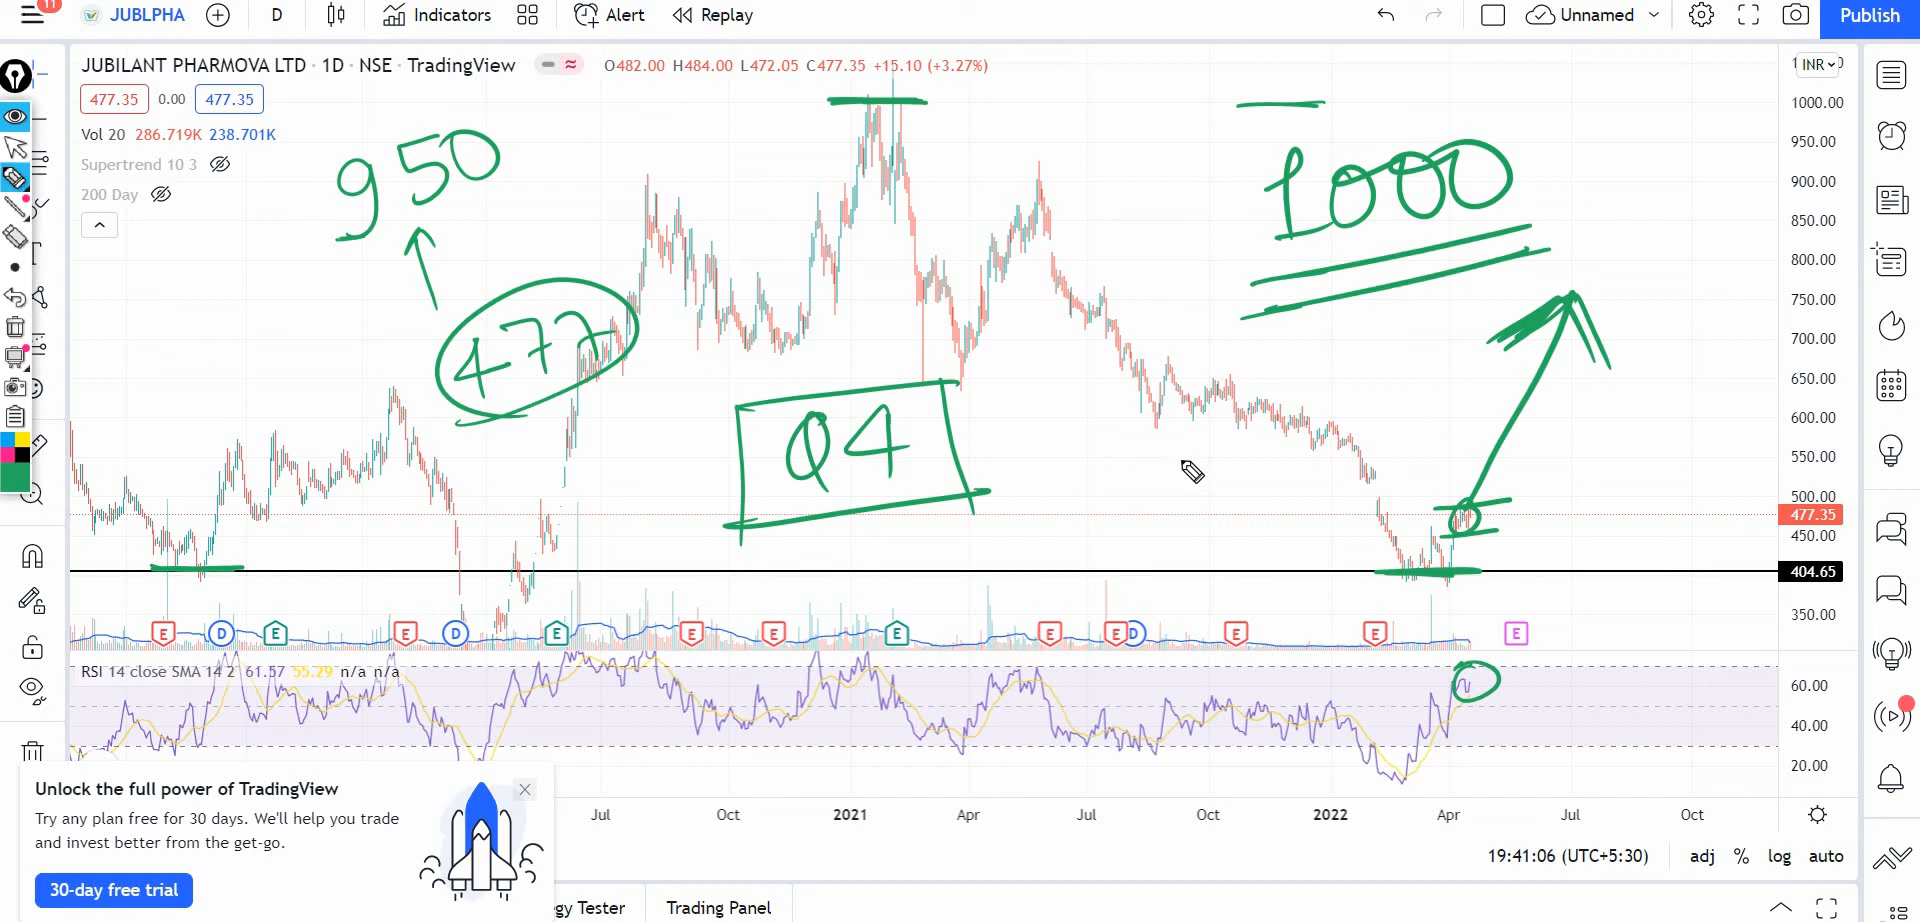 11
JUBLPHA
D
Indicators
Alert
Replay
Unnamed
Publish
JUBILANT PHARMOVA LTD · 1D · NSE · TradingView
O482.00 H484.00 L472.05 C477.35 +15.10 (+3.27%)
INR
477.35 0.00 477.35
Vol 20 286.719K 238.701K
Supertrend 10 3
200 Day
950
477
Q4
1000
1000.00
950.00
900.00
850.00
800.00
750.00
700.00
650.00
600.00
550.00
500.00
477.35
450.00
404.65
350.00
E D E E D E E E E E E D E E E
RSI 14 close SMA 14 2 61.57 55.29 n/a n/a
60.00
40.00
20.00
Jul Oct 2021 Apr Jul Oct 2022 Apr Jul Oct
Unlock the full power of TradingView
Try any plan free for 30 days. We'll help you trade
and invest better from the get-go.
30-day free trial
19:41:06 (UTC+5:30)
adj % log auto
gy Tester
Trading Panel